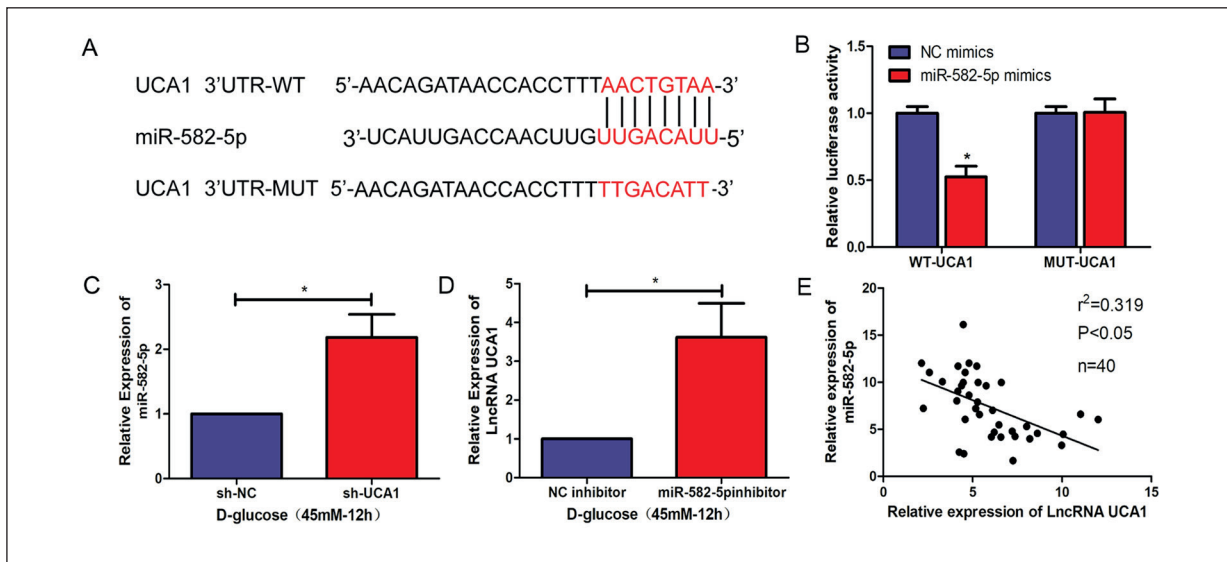 A
UCA1 3'UTR-WT 5'-AACAGATAACCACCTTTAACTGTAA-3'
miR-582-5p 3'-UCAUUGACCAACUUGUUGACAUU-5'
UCA1 3'UTR-MUT 5'-AACAGATAACCACCTTTTTGACATT-3'
B
Relative luciferase activity
1.5
1.0
0.5
0.0
NC mimics
miR-582-5p mimics
*
WT-UCA1 MUT-UCA1
C
Relative Expression of
miR-582-5p
3
2
1
0
*
sh-NC sh-UCA1
D-glucose（45mM-12h）
D
Relative Expression of
LncRNA UCA1
5
4
3
2
1
0
*
NC inhibitor miR-582-5pinhibitor
D-glucose（45mM-12h）
E
Relative expression of
miR-582-5p
20
15
10
5
0
r²=0.319
P<0.05
n=40
0 5 10 15
Relative expression of LncRNA UCA1